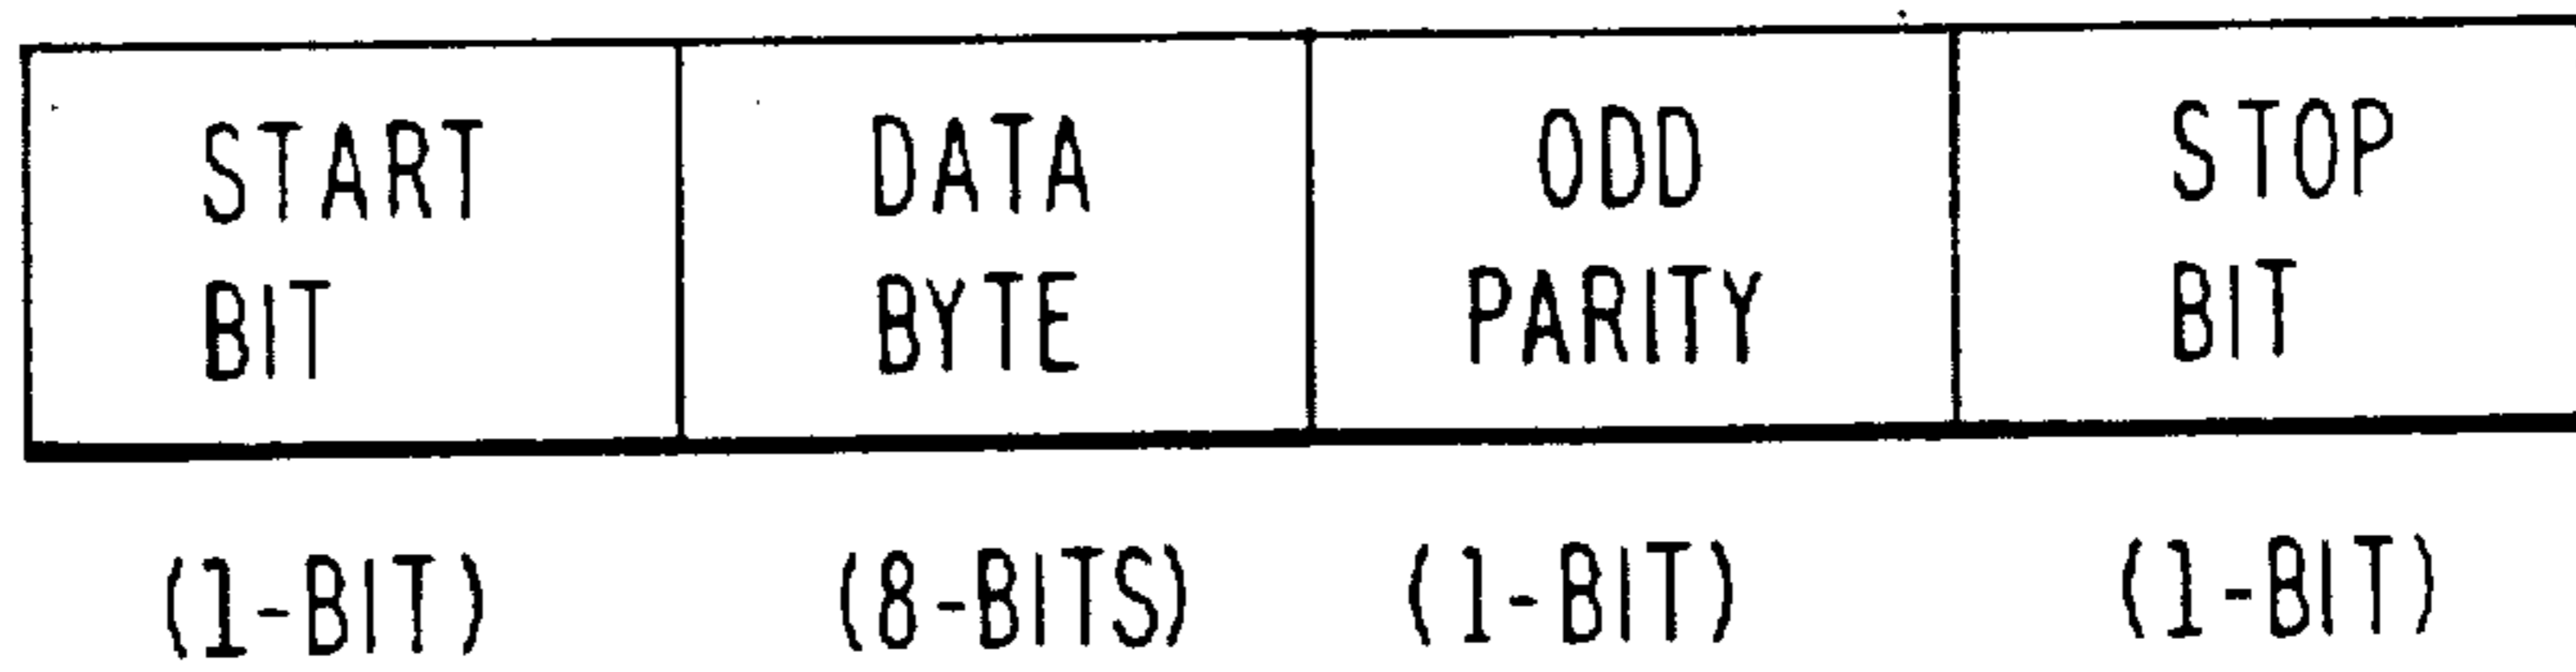 START DATA ODD STOP
BIT BYTE PARITY BIT
(1-BIT) (8-BITS) (1-BIT) (1-BIT)